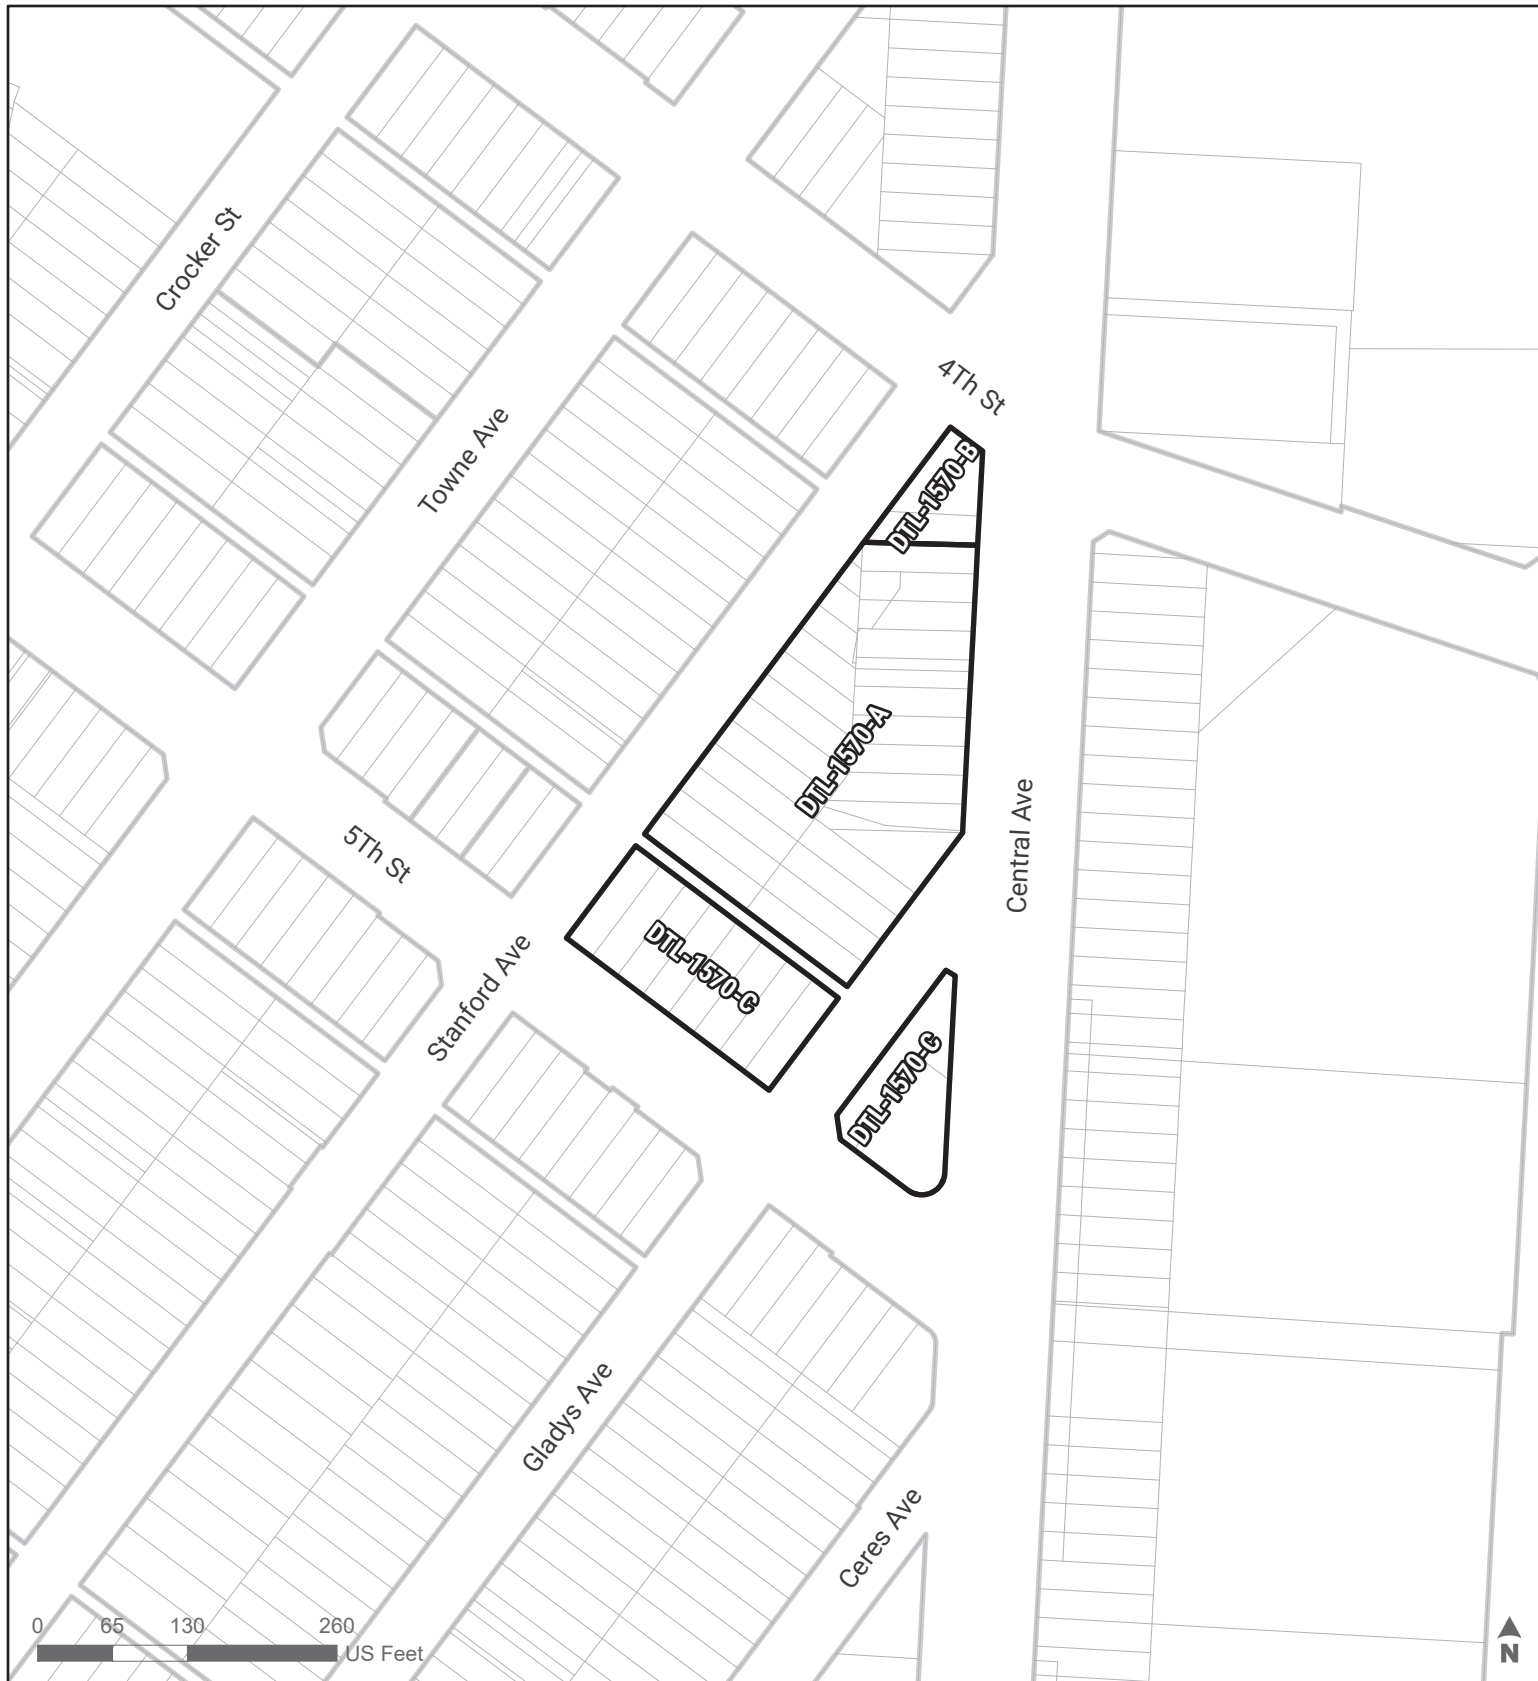 Crocker St
4Th St
Towne Ave
DTL-1570-B
DTL-1570-A
Central Ave
5Th St
DTL-1570-C
Stanford Ave
DTL-1570-C
Gladys Ave
Ceres Ave
0 65 130 260
US Feet
N